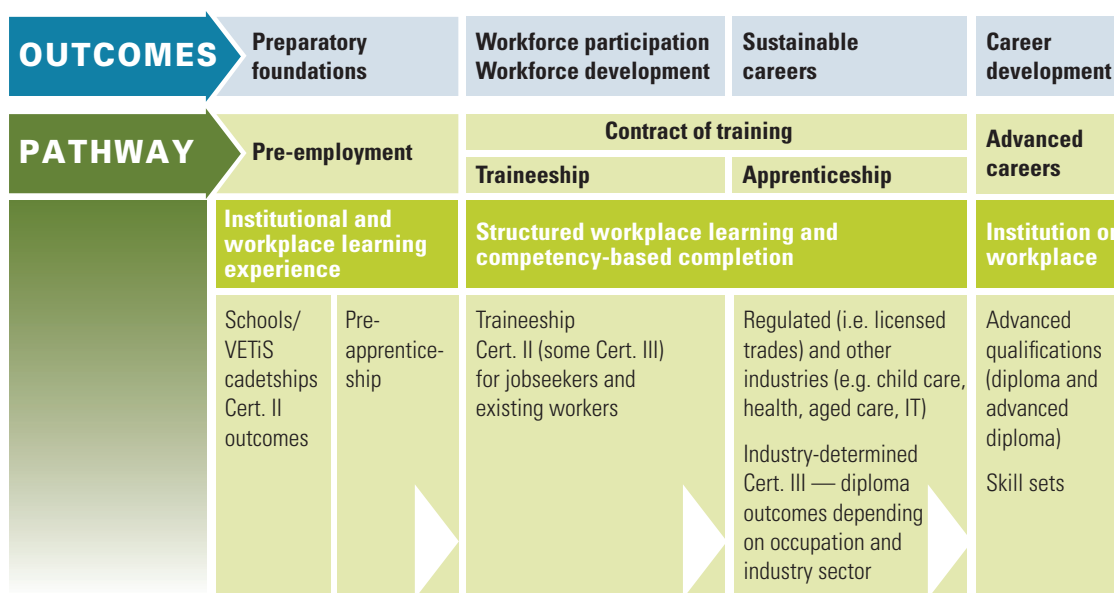 OUTCOMES
Preparatory
foundations
Workforce participation
Workforce development
Sustainable
careers
Career
development
PATHWAY
Pre-employment
Contract of training
Traineeship
Apprenticeship
Advanced
careers
Institutional and
workplace learning
experience
Structured workplace learning and
competency-based completion
Institution or
workplace
Schools/
VETiS
cadetships
Cert. II
outcomes
Pre-
apprentice-
ship
Traineeship
Cert. II (some Cert. III)
for jobseekers and
existing workers
Regulated (i.e. licensed
trades) and other
industries (e.g. child care,
health, aged care, IT)
Industry-determined
Cert. III — diploma
outcomes depending
on occupation and
industry sector
Advanced
qualifications
(diploma and
advanced
diploma)
Skill sets